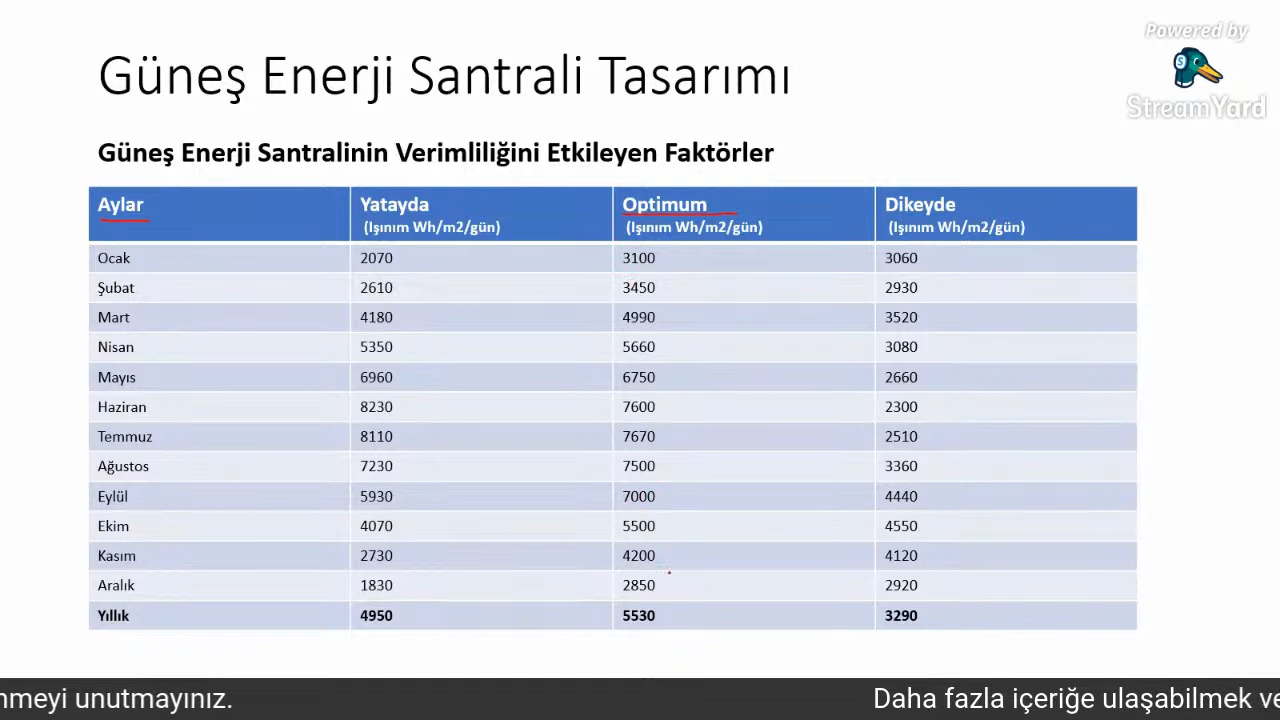 Powered by
StreamYard
Güneş Enerji Santrali Tasarımı
Güneş Enerji Santralinin Verimliliğini Etkileyen Faktörler
Aylar Yatayda Optimum Dikeyde
(Işınım Wh/m2/gün) (Işınım Wh/m2/gün) (Işınım Wh/m2/gün)
Ocak 2070 3100 3060
Şubat 2610 3450 2930
Mart 4180 4990 3520
Nisan 5350 5660 3080
Mayıs 6960 6750 2660
Haziran 8230 7600 2300
Temmuz 8110 7670 2510
Ağustos 7230 7500 3360
Eylül 5930 7000 4440
Ekim 4070 5500 4550
Kasım 2730 4200 4120
Aralık 1830 2850 2920
Yıllık 4950 5530 3290
nmeyi unutmayınız. Daha fazla içeriğe ulaşabilmek ve